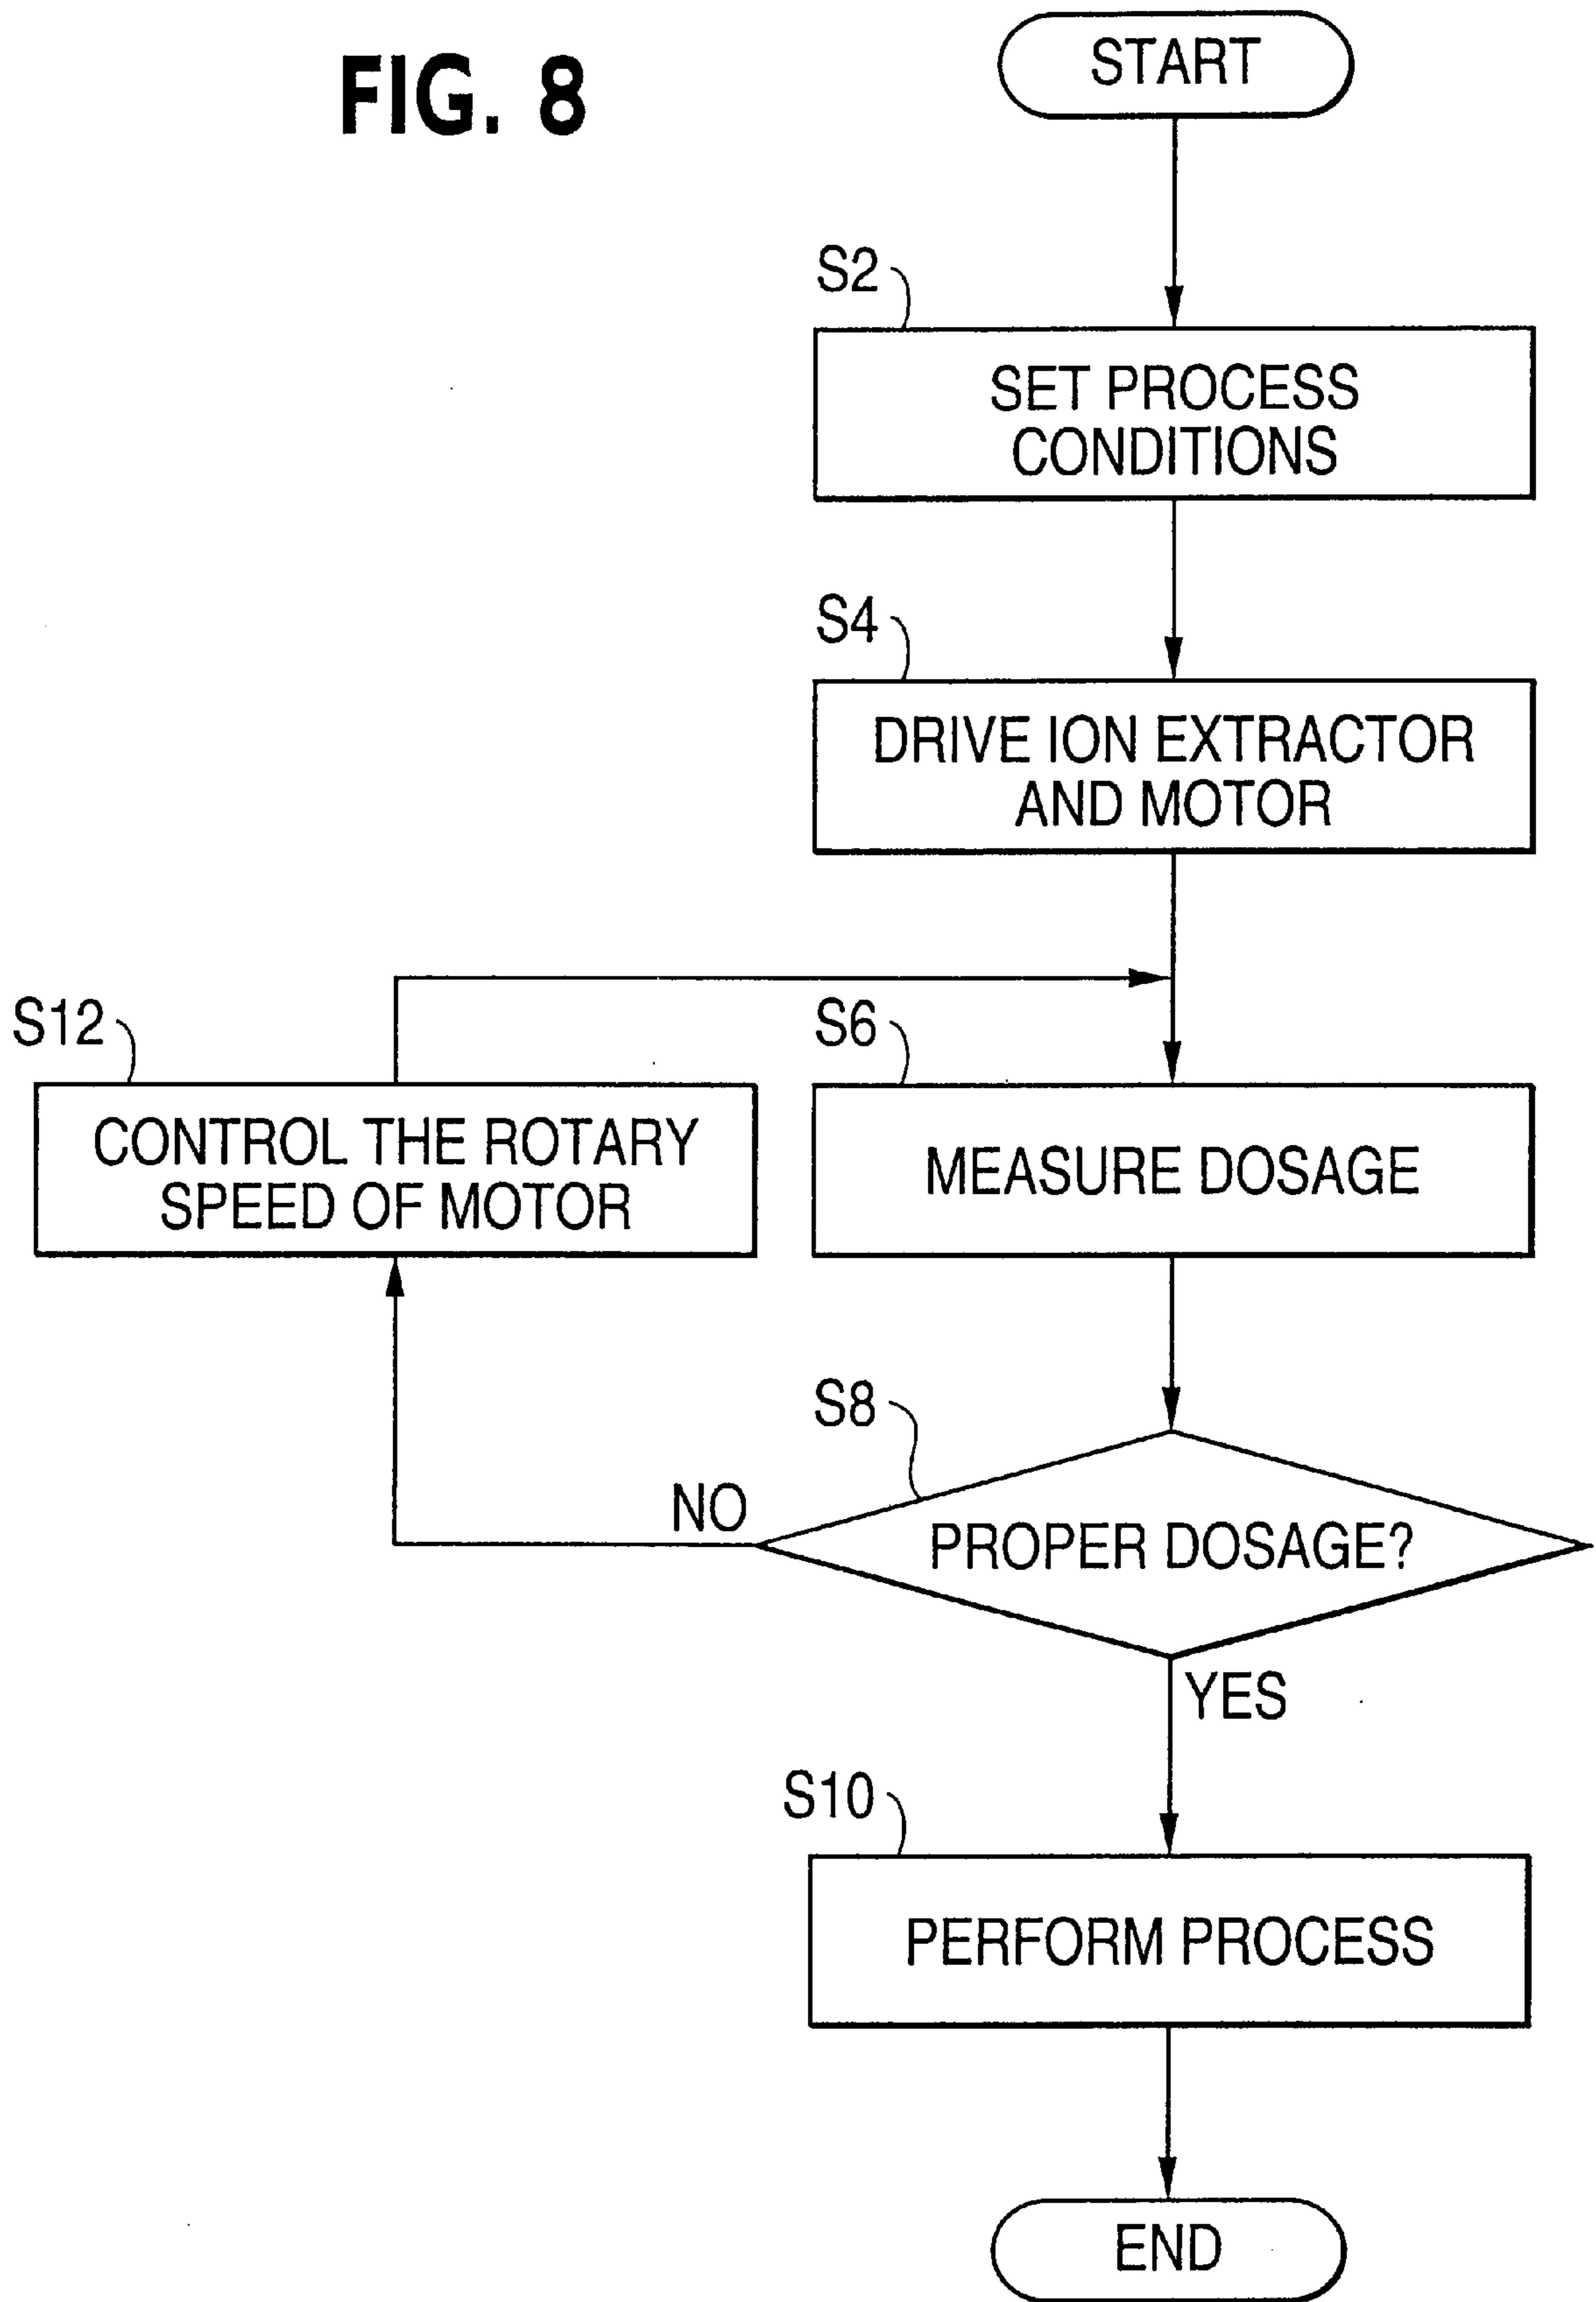 FIG. 8
START
S2
SET PROCESS
CONDITIONS
S4
DRIVE ION EXTRACTOR
AND MOTOR
S12
CONTROL THE ROTARY
SPEED OF MOTOR
S6
MEASURE DOSAGE
S8
NO
PROPER DOSAGE?
YES
S10
PERFORM PROCESS
END